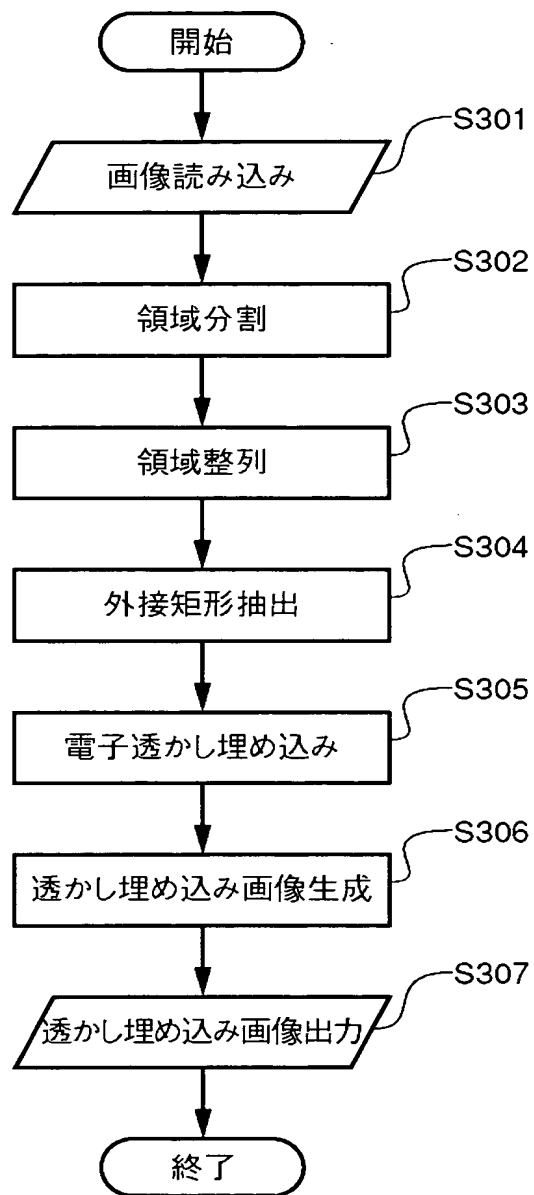 開始
S301
画像読み込み
S302
領域分割
S303
領域整列
S304
外接矩形抽出
S305
電子透かし埋め込み
S306
透かし埋め込み画像生成
S307
透かし埋め込み画像出力
終了